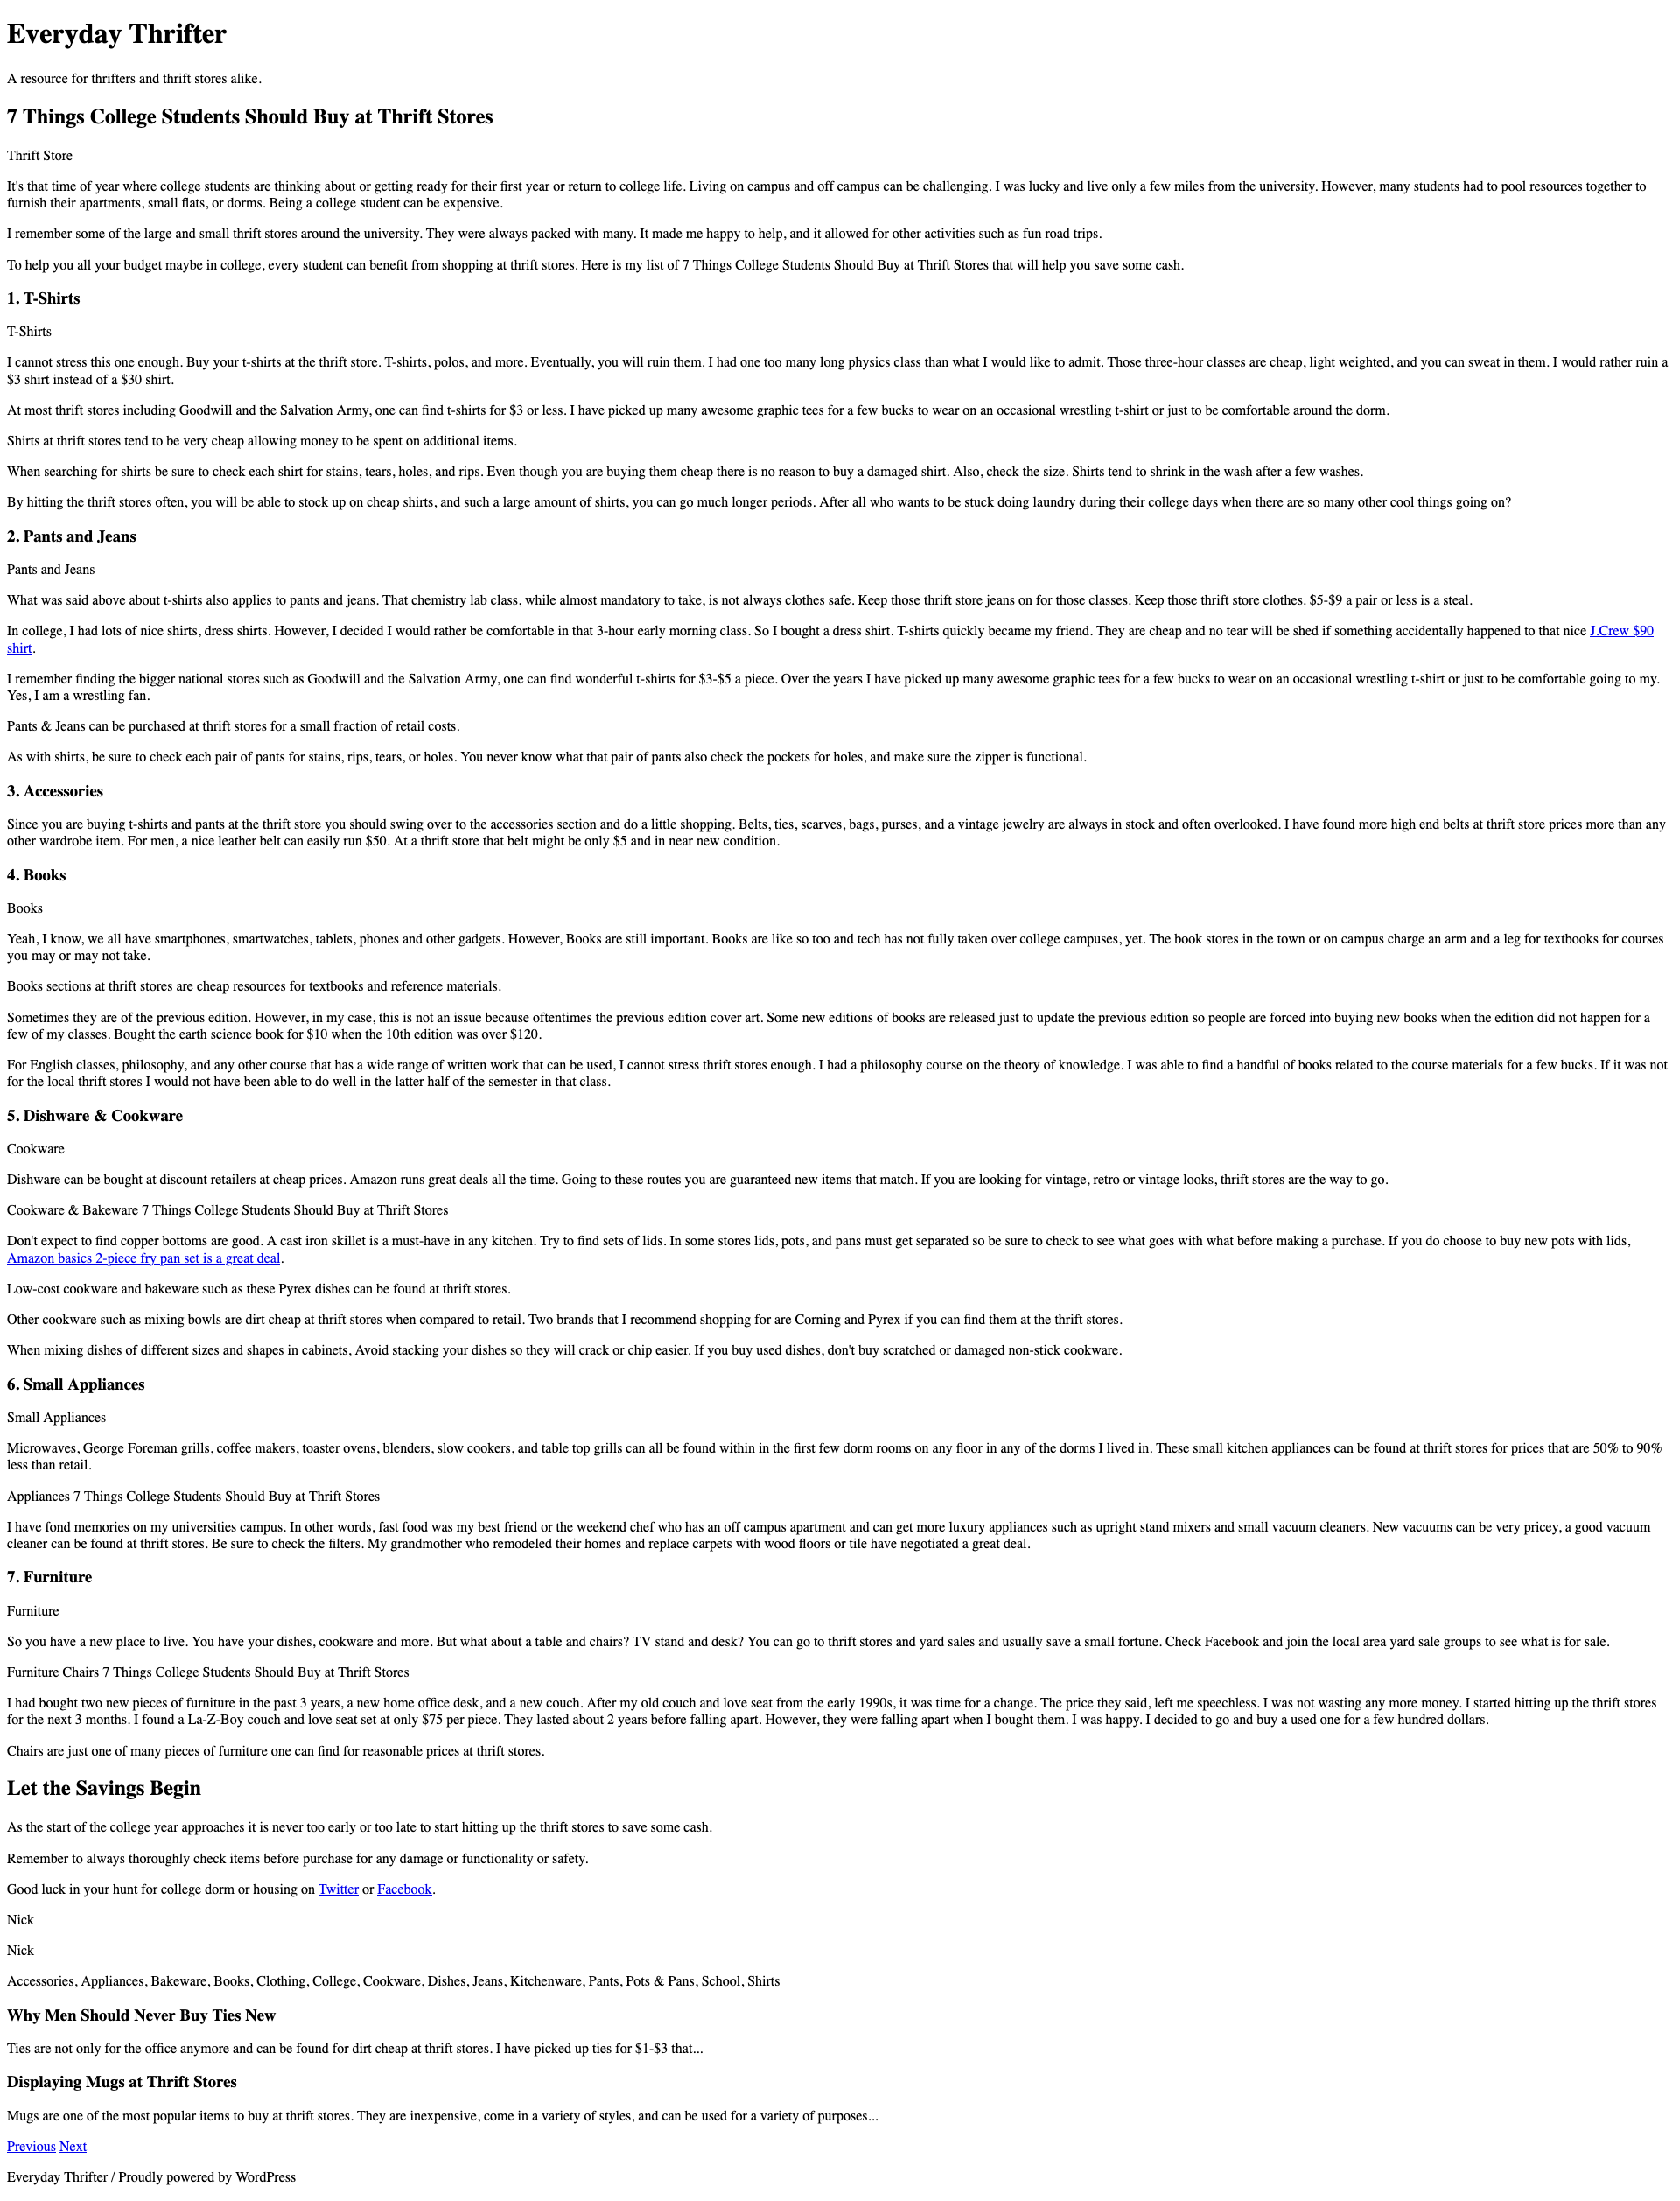 Everyday Thrifter
A resource for thrifters and thrift stores alike.
7 Things College Students Should Buy at Thrift Stores
Thrift Store
It's that time of year where college students are thinking about or getting ready for their first year or return to college life. Living on campus and off campus can be challenging. I was lucky and live only a few miles from the university. However, many students had to pool resources together to
furnish their apartments, small flats, or dorms. Being a college student can be expensive.
I remember some of the large and small thrift stores around the university. They were always packed with many. It made me happy to help, and it allowed for other activities such as fun road trips.
To help you all your budget maybe in college, every student can benefit from shopping at thrift stores. Here is my list of 7 Things College Students Should Buy at Thrift Stores that will help you save some cash.
1. T-Shirts
T-Shirts
I cannot stress this one enough. Buy your t-shirts at the thrift store. T-shirts, polos, and more. Eventually, you will ruin them. I had one too many long physics class than what I would like to admit. Those three-hour classes are cheap, light weighted, and you can sweat in them. I would rather ruin a
$3 shirt instead of a $30 shirt.
At most thrift stores including Goodwill and the Salvation Army, one can find t-shirts for $3 or less. I have picked up many awesome graphic tees for a few bucks to wear on an occasional wrestling t-shirt or just to be comfortable around the dorm.
Shirts at thrift stores tend to be very cheap allowing money to be spent on additional items.
When searching for shirts be sure to check each shirt for stains, tears, holes, and rips. Even though you are buying them cheap there is no reason to buy a damaged shirt. Also, check the size. Shirts tend to shrink in the wash after a few washes.
By hitting the thrift stores often, you will be able to stock up on cheap shirts, and such a large amount of shirts, you can go much longer periods. After all who wants to be stuck doing laundry during their college days when there are so many other cool things going on?
2. Pants and Jeans
Pants and Jeans
What was said above about t-shirts also applies to pants and jeans. That chemistry lab class, while almost mandatory to take, is not always clothes safe. Keep those thrift store jeans on for those classes. Keep those thrift store clothes. $5-$9 a pair or less is a steal.
In college, I had lots of nice shirts, dress shirts. However, I decided I would rather be comfortable in that 3-hour early morning class. So I bought a dress shirt. T-shirts quickly became my friend. They are cheap and no tear will be shed if something accidentally happened to that nice J.Crew $90
shirt.
I remember finding the bigger national stores such as Goodwill and the Salvation Army, one can find wonderful t-shirts for $3-$5 a piece. Over the years I have picked up many awesome graphic tees for a few bucks to wear on an occasional wrestling t-shirt or just to be comfortable going to my.
Yes, I am a wrestling fan.
Pants & Jeans can be purchased at thrift stores for a small fraction of retail costs.
As with shirts, be sure to check each pair of pants for stains, rips, tears, or holes. You never know what that pair of pants also check the pockets for holes, and make sure the zipper is functional.
3. Accessories
Since you are buying t-shirts and pants at the thrift store you should swing over to the accessories section and do a little shopping. Belts, ties, scarves, bags, purses, and a vintage jewelry are always in stock and often overlooked. I have found more high end belts at thrift store prices more than any
other wardrobe item. For men, a nice leather belt can easily run $50. At a thrift store that belt might be only $5 and in near new condition.
4. Books
Books
Yeah, I know, we all have smartphones, smartwatches, tablets, phones and other gadgets. However, Books are still important. Books are like so too and tech has not fully taken over college campuses, yet. The book stores in the town or on campus charge an arm and a leg for textbooks for courses
you may or may not take.
Books sections at thrift stores are cheap resources for textbooks and reference materials.
Sometimes they are of the previous edition. However, in my case, this is not an issue because oftentimes the previous edition cover art. Some new editions of books are released just to update the previous edition so people are forced into buying new books when the edition did not happen for a
few of my classes. Bought the earth science book for $10 when the 10th edition was over $120.
For English classes, philosophy, and any other course that has a wide range of written work that can be used, I cannot stress thrift stores enough. I had a philosophy course on the theory of knowledge. I was able to find a handful of books related to the course materials for a few bucks. If it was not
for the local thrift stores I would not have been able to do well in the latter half of the semester in that class.
5. Dishware & Cookware
Cookware
Dishware can be bought at discount retailers at cheap prices. Amazon runs great deals all the time. Going to these routes you are guaranteed new items that match. If you are looking for vintage, retro or vintage looks, thrift stores are the way to go.
Cookware & Bakeware 7 Things College Students Should Buy at Thrift Stores
Don't expect to find copper bottoms are good. A cast iron skillet is a must-have in any kitchen. Try to find sets of lids. In some stores lids, pots, and pans must get separated so be sure to check to see what goes with what before making a purchase. If you do choose to buy new pots with lids,
Amazon basics 2-piece fry pan set is a great deal.
Low-cost cookware and bakeware such as these Pyrex dishes can be found at thrift stores.
Other cookware such as mixing bowls are dirt cheap at thrift stores when compared to retail. Two brands that I recommend shopping for are Corning and Pyrex if you can find them at the thrift stores.
When mixing dishes of different sizes and shapes in cabinets, Avoid stacking your dishes so they will crack or chip easier. If you buy used dishes, don't buy scratched or damaged non-stick cookware.
6. Small Appliances
Small Appliances
Microwaves, George Foreman grills, coffee makers, toaster ovens, blenders, slow cookers, and table top grills can all be found within in the first few dorm rooms on any floor in any of the dorms I lived in. These small kitchen appliances can be found at thrift stores for prices that are 50% to 90%
less than retail.
Appliances 7 Things College Students Should Buy at Thrift Stores
I have fond memories on my universities campus. In other words, fast food was my best friend or the weekend chef who has an off campus apartment and can get more luxury appliances such as upright stand mixers and small vacuum cleaners. New vacuums can be very pricey, a good vacuum
cleaner can be found at thrift stores. Be sure to check the filters. My grandmother who remodeled their homes and replace carpets with wood floors or tile have negotiated a great deal.
7. Furniture
Furniture
So you have a new place to live. You have your dishes, cookware and more. But what about a table and chairs? TV stand and desk? You can go to thrift stores and yard sales and usually save a small fortune. Check Facebook and join the local area yard sale groups to see what is for sale.
Furniture Chairs 7 Things College Students Should Buy at Thrift Stores
I had bought two new pieces of furniture in the past 3 years, a new home office desk, and a new couch. After my old couch and love seat from the early 1990s, it was time for a change. The price they said, left me speechless. I was not wasting any more money. I started hitting up the thrift stores
for the next 3 months. I found a La-Z-Boy couch and love seat set at only $75 per piece. They lasted about 2 years before falling apart. However, they were falling apart when I bought them. I was happy. I decided to go and buy a used one for a few hundred dollars.
Chairs are just one of many pieces of furniture one can find for reasonable prices at thrift stores.
Let the Savings Begin
As the start of the college year approaches it is never too early or too late to start hitting up the thrift stores to save some cash.
Remember to always thoroughly check items before purchase for any damage or functionality or safety.
Good luck in your hunt for college dorm or housing on Twitter or Facebook.
Nick
Nick
Accessories, Appliances, Bakeware, Books, Clothing, College, Cookware, Dishes, Jeans, Kitchenware, Pants, Pots & Pans, School, Shirts
Why Men Should Never Buy Ties New
Ties are not only for the office anymore and can be found for dirt cheap at thrift stores. I have picked up ties for $1-$3 that...
Displaying Mugs at Thrift Stores
Mugs are one of the most popular items to buy at thrift stores. They are inexpensive, come in a variety of styles, and can be used for a variety of purposes...
Previous Next
Everyday Thrifter / Proudly powered by WordPress